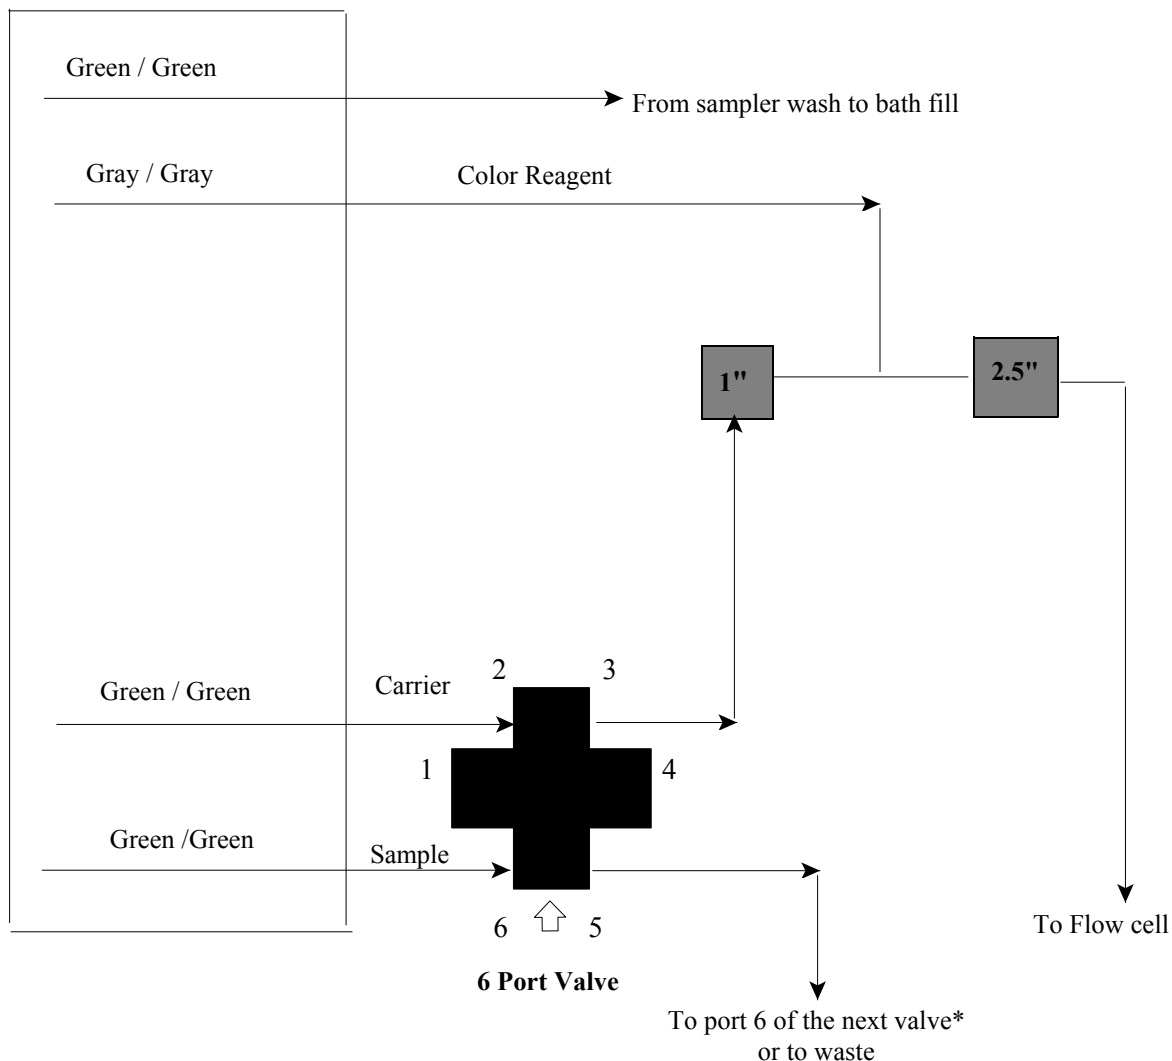 Green / Green
From sampler wash to bath fill
Gray / Gray
Color Reagent
1"
2.5"
2
3
Green / Green
Carrier
1
4
Green /Green
Sample
6
5
To Flow cell
6 Port Valve
To port 6 of the next valve*
or to waste